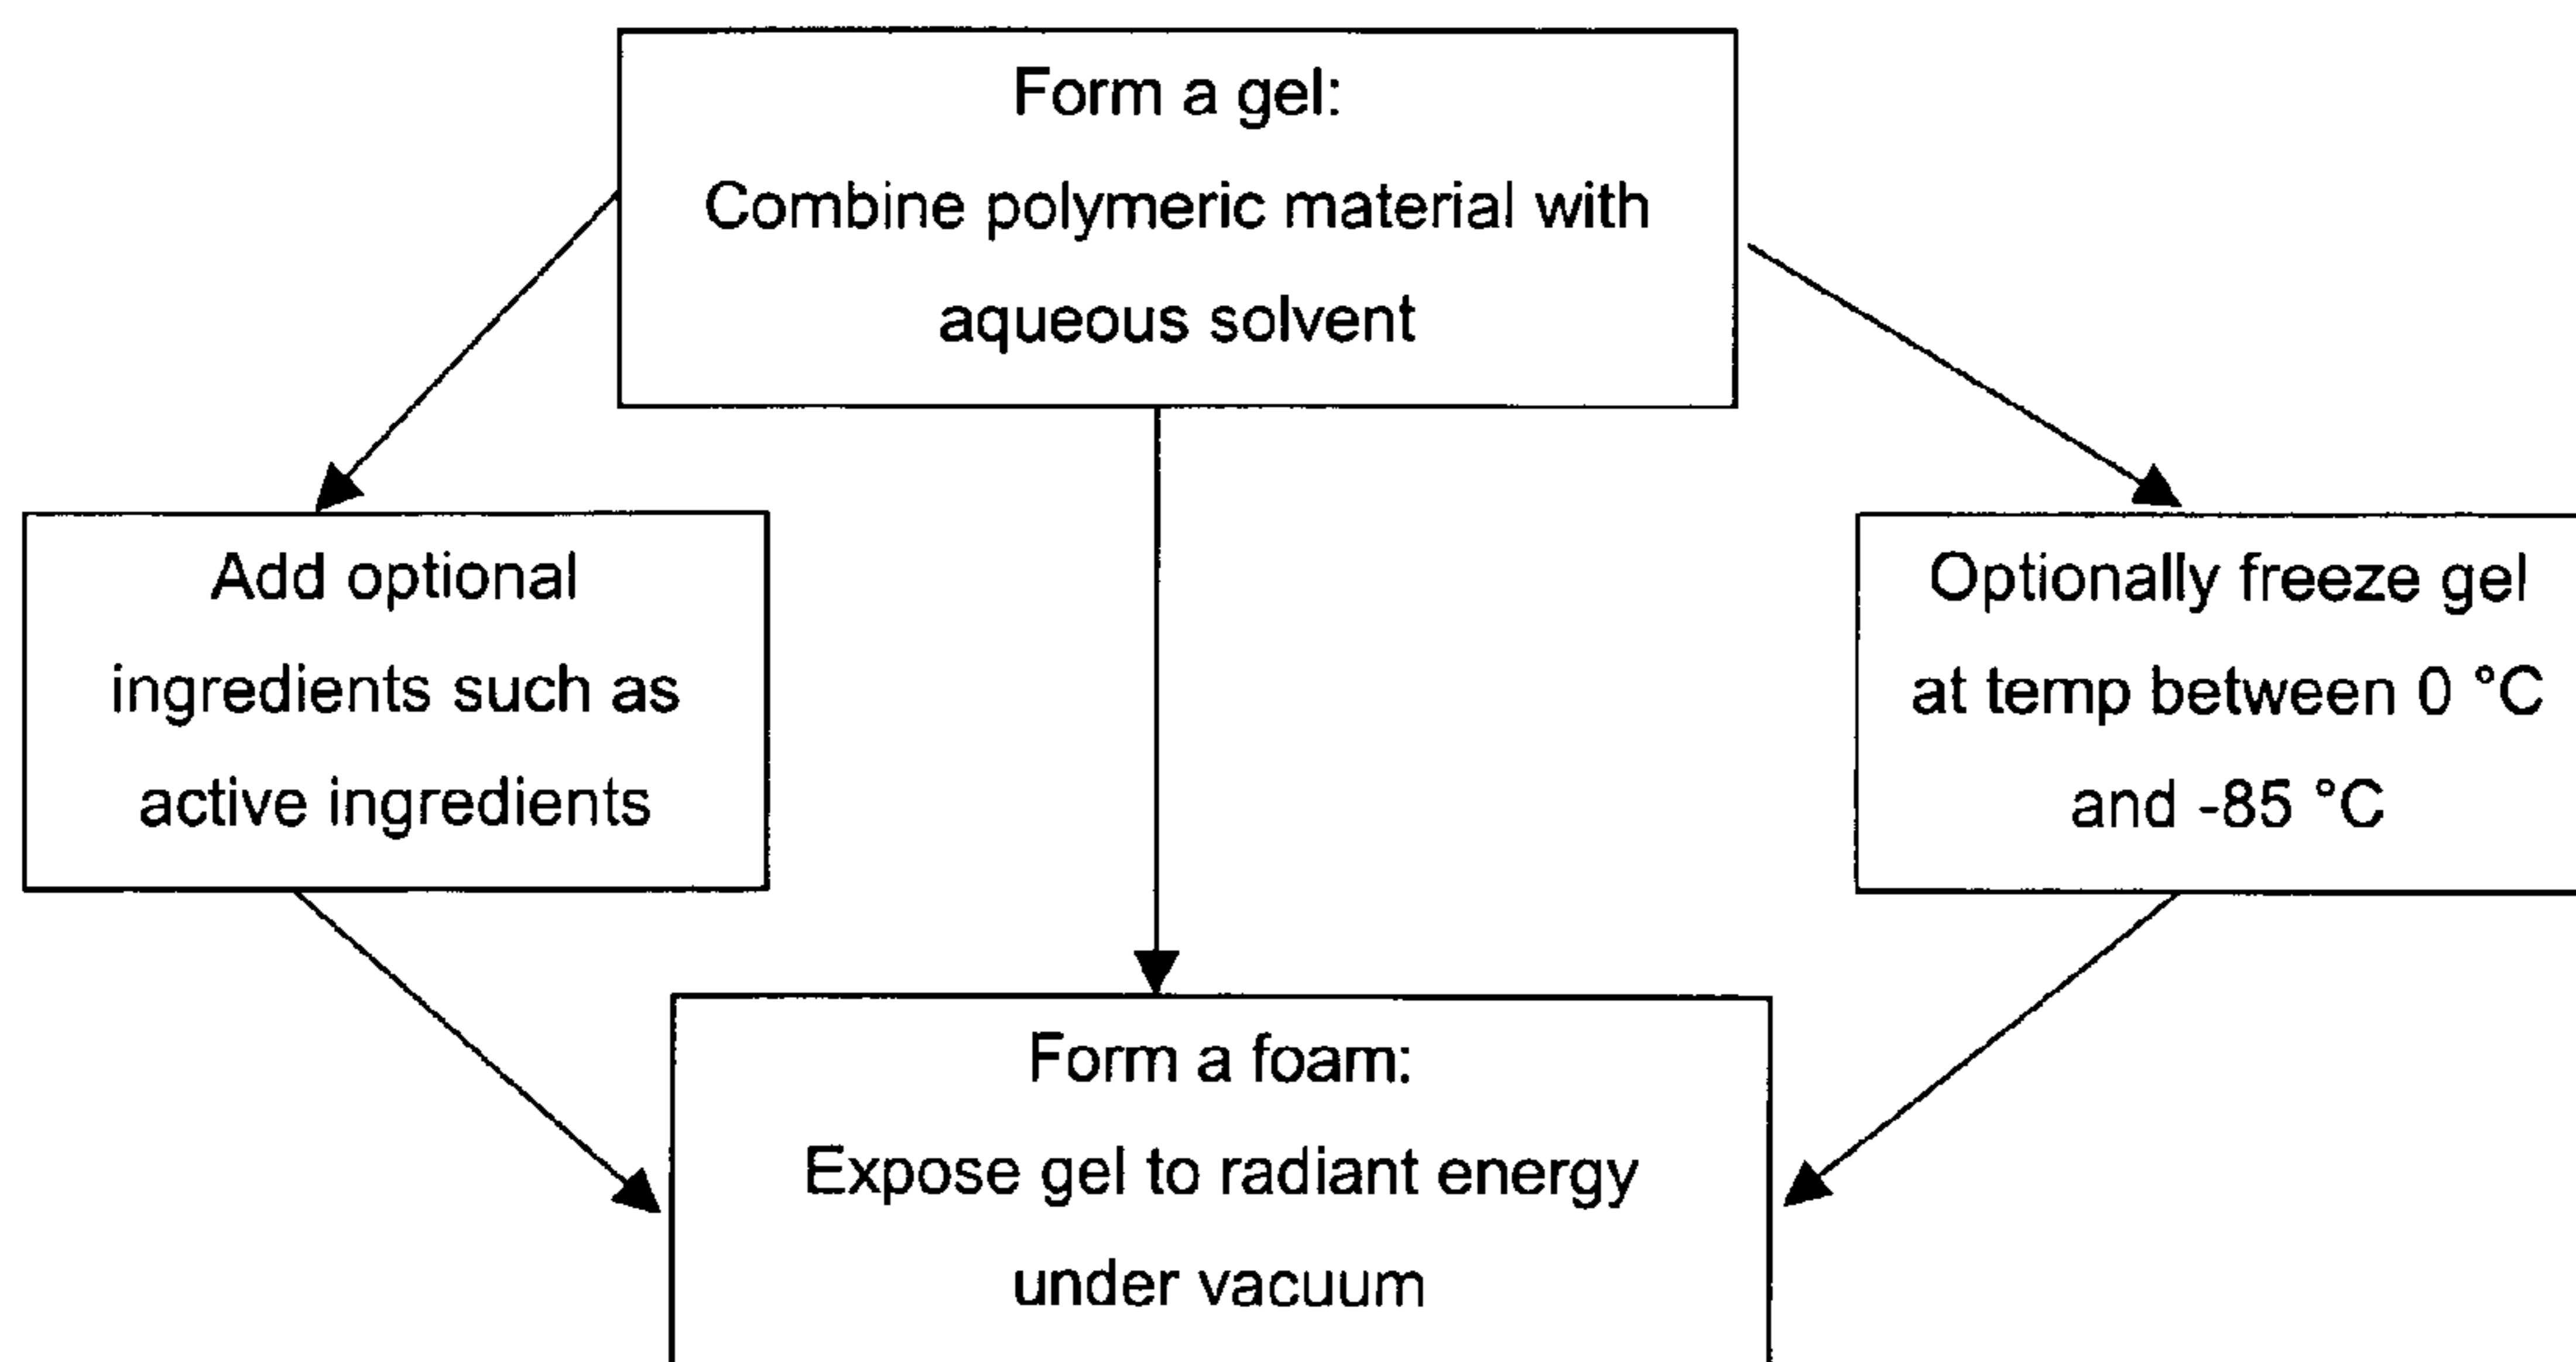 Form a gel:
Combine polymeric material with
aqueous solvent
Add optional
ingredients such as
active ingredients
Optionally freeze gel
at temp between 0 °C
and -85 °C
Form a foam:
Expose gel to radiant energy
under vacuum